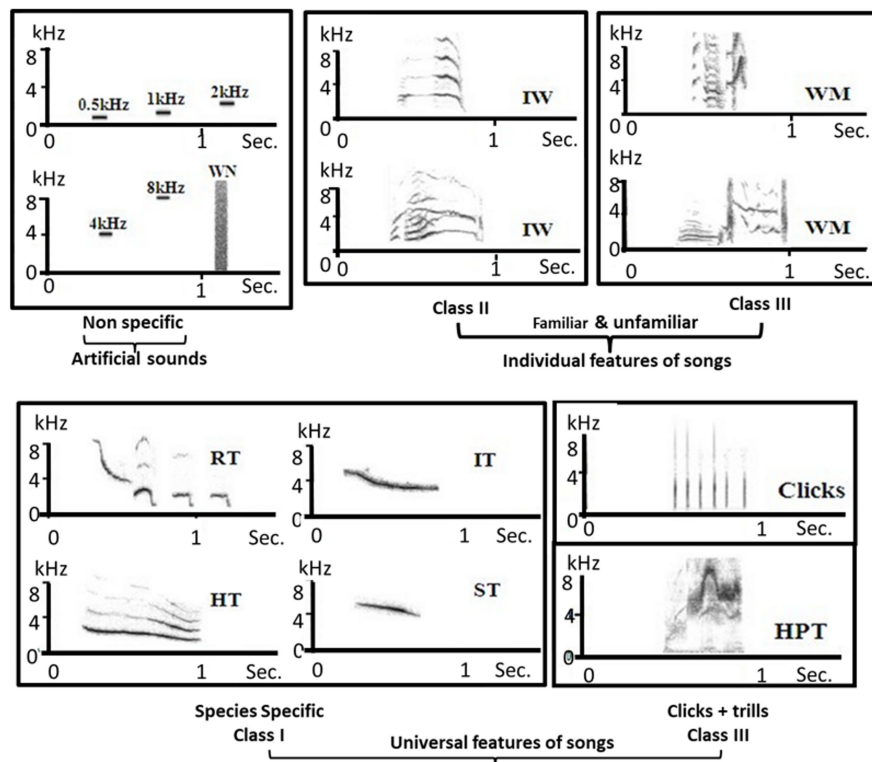 kHz
8
4
0
0.5kHz
1kHz
2kHz
0
1
Sec.
kHz
8
4
0
4kHz
8kHz
WN
0
1
Sec.
Non specific
Artificial sounds
kHz
8
4
0
IW
0
1
Sec.
kHz
8
4
0
IW
0
1
Sec.
kHz
8
4
0
WM
0
1
Sec.
kHz
8
4
0
WM
0
1
Sec.
Class II
Class III
Familiar & unfamiliar
Individual features of songs
kHz
8
4
0
RT
0
1
Sec.
kHz
8
4
0
IT
0
1
Sec.
kHz
8
4
0
HT
0
1
Sec.
kHz
8
4
0
ST
0
1
Sec.
kHz
8
4
0
Clicks
0
1
Sec.
kHz
8
4
0
HPT
0
1
Sec.
Species Specific
Class I
Clicks + trills
Class III
Universal features of songs